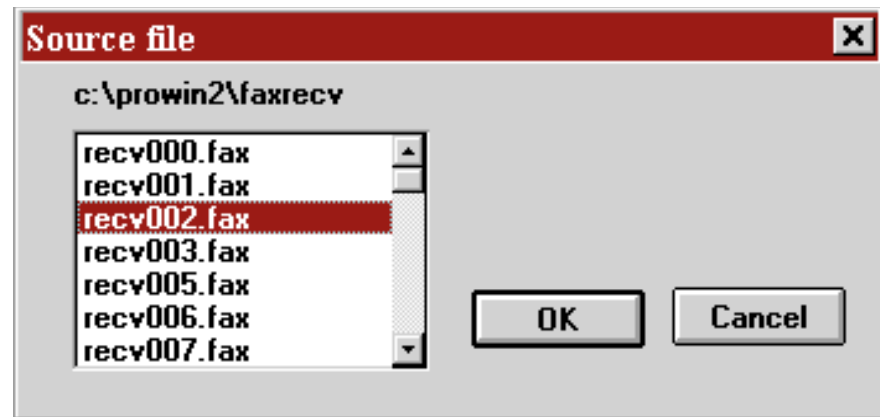 Source file
c:\prowin2\faxrecv
recv000.fax
recv001.fax
recv002.fax
recv003.fax
recv005.fax
recv006.fax
recv007.fax
OK
Cancel